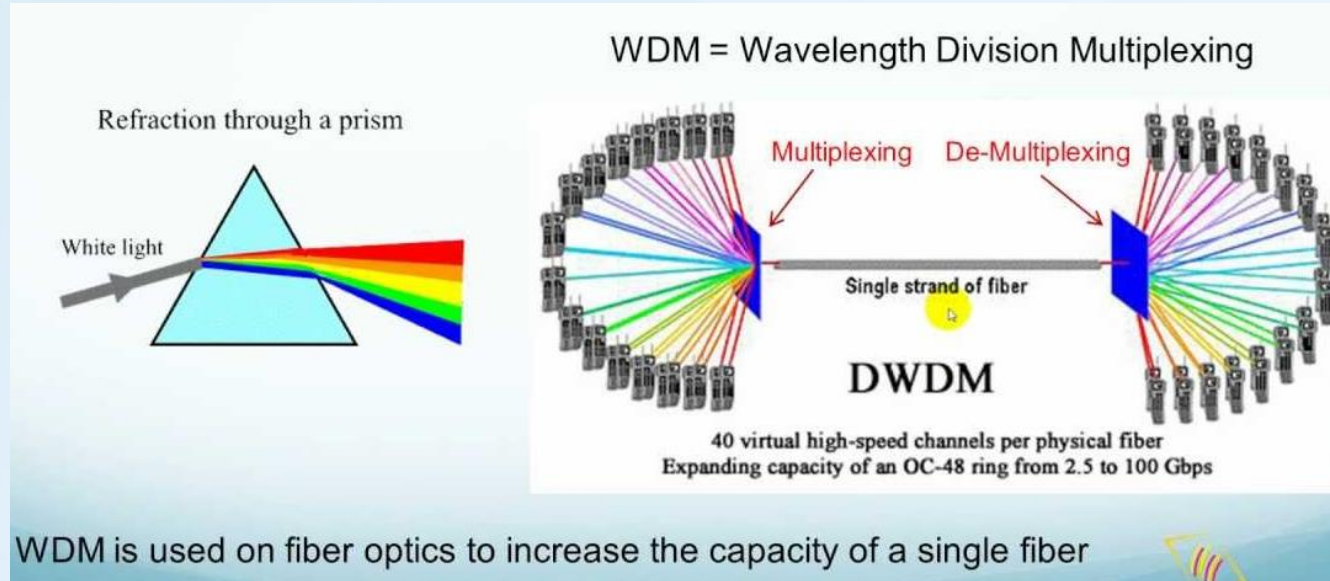 WDM = Wavelength Division Multiplexing
Refraction through a prism
White light
Multiplexing
De-Multiplexing
Single strand of fiber
DWDM
40 virtual high-speed channels per physical fiber
Expanding capacity of an OC-48 ring from 2.5 to 100 Gbps
WDM is used on fiber optics to increase the capacity of a single fiber